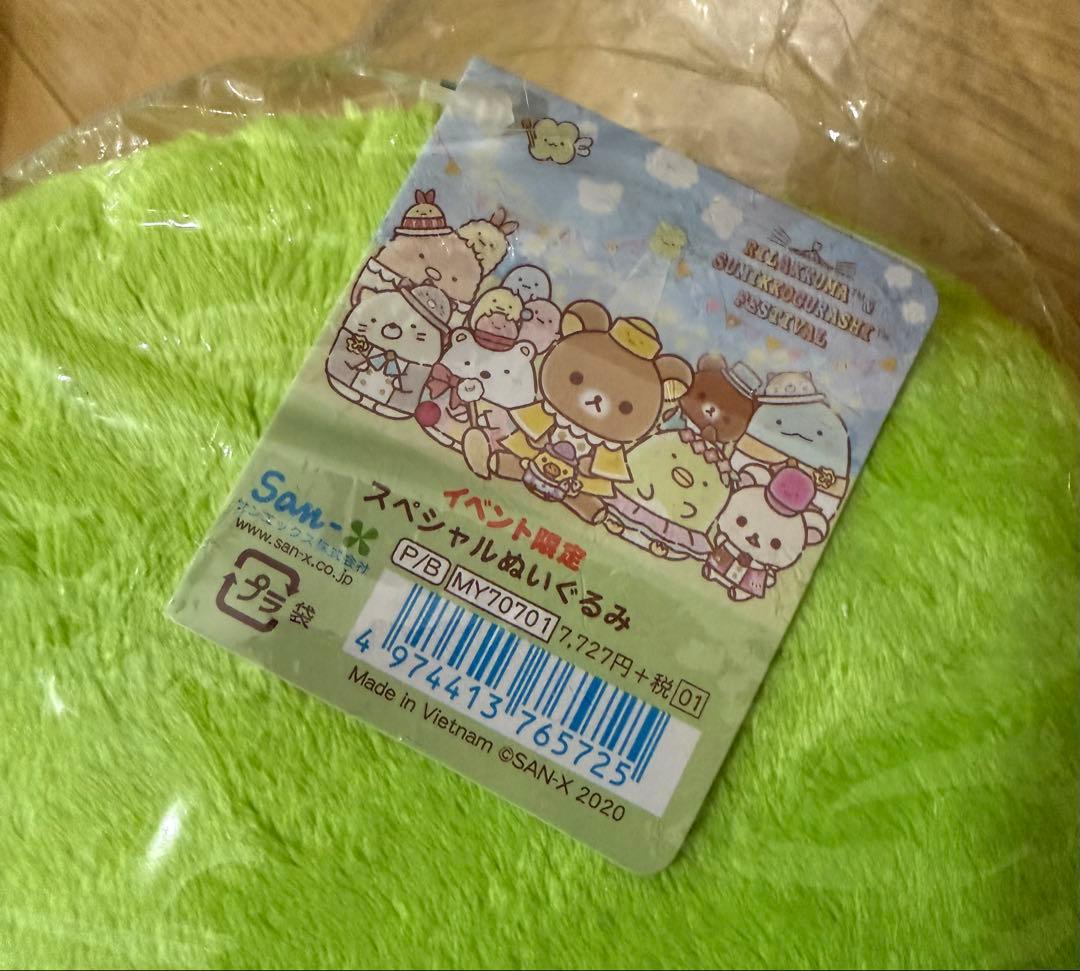 RILAKKUMA™
SUMIKKOGURASHI™
FESTIVAL
San-
サンエックス株式会社
www.san-x.co.jp
プラ
袋
イベント限定
スペシャルぬいぐるみ
P/B MY70701 7,727円+税 01
4 974413 765725
Made in Vietnam ©SAN-X 2020